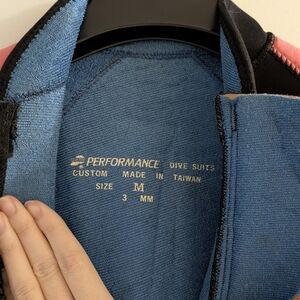 PERFORMANCE DIVE SUITS
CUSTOM MADE IN TAIWAN
SIZE M
3 MM